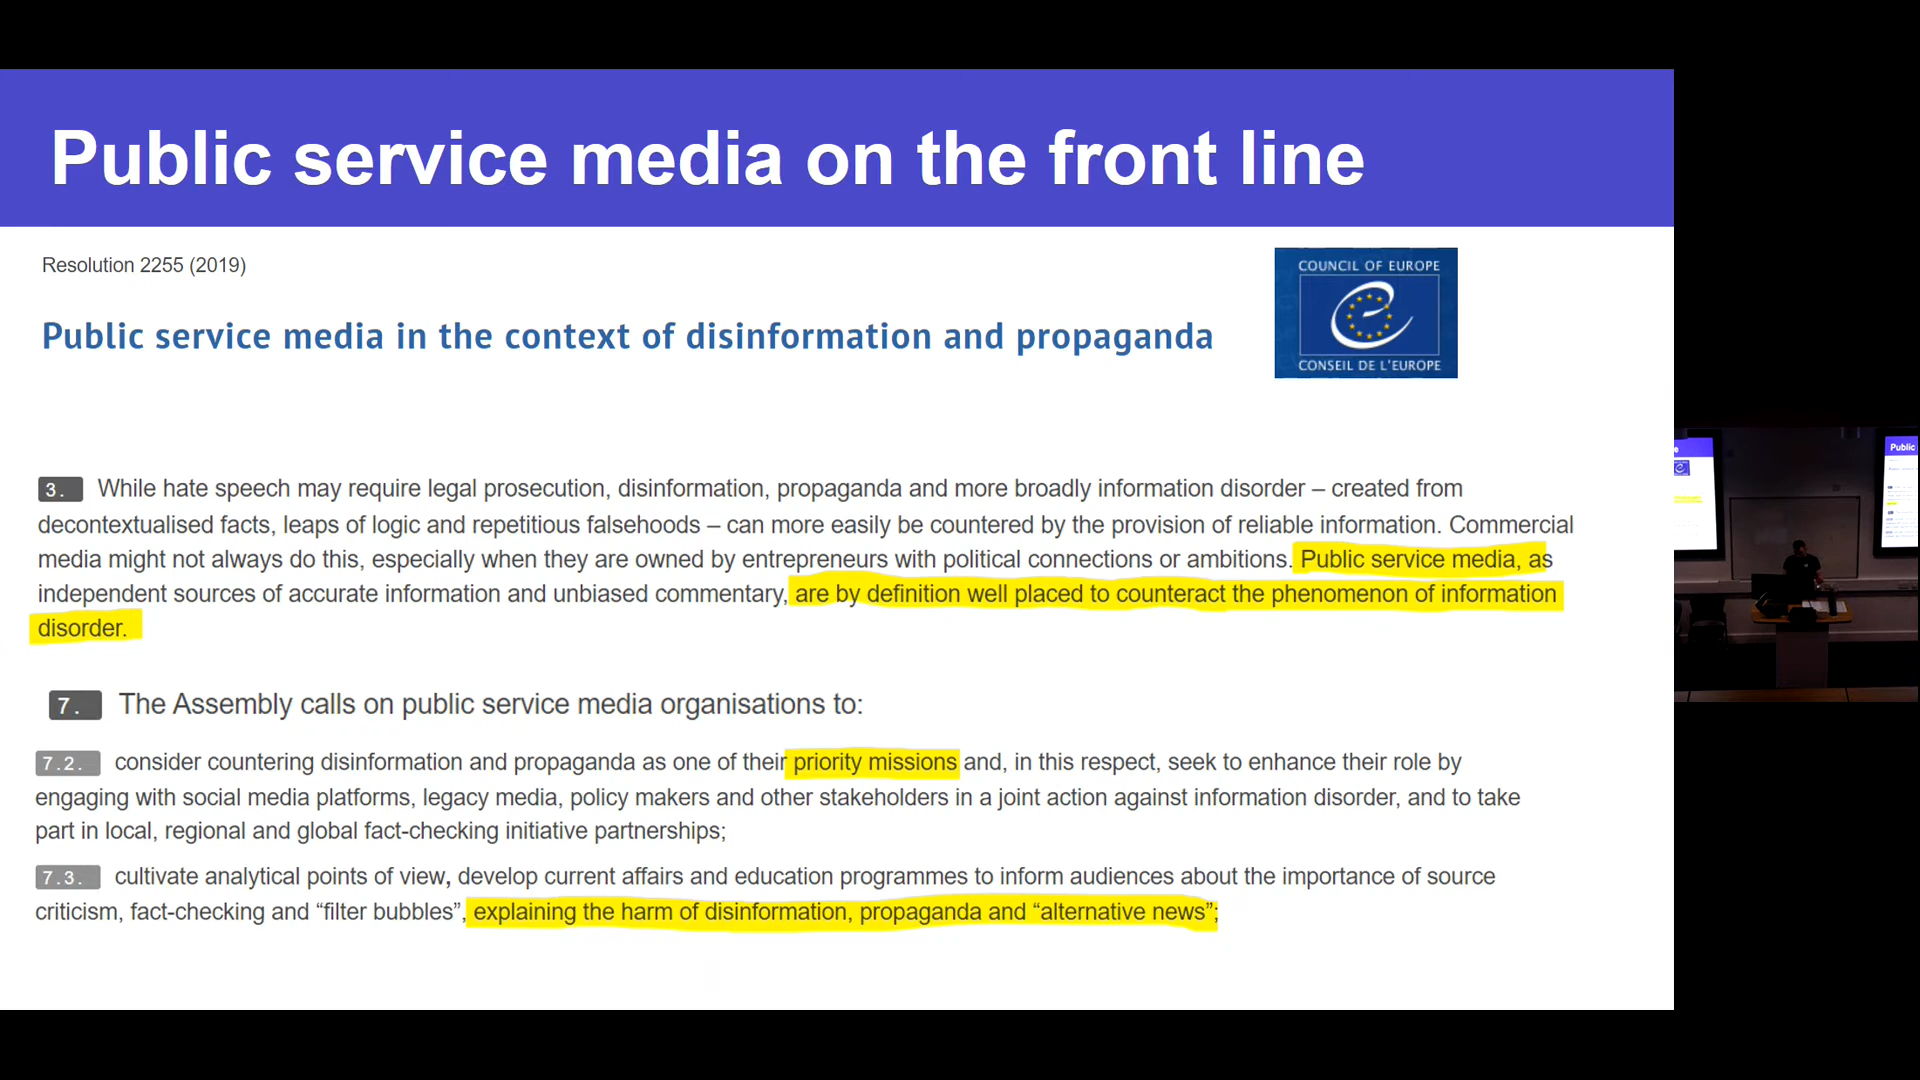 Public service media on the front line
Resolution 2255 (2019)
COUNCIL OF EUROPE
CONSEIL DE L'EUROPE
Public service media in the context of disinformation and propaganda
3. While hate speech may require legal prosecution, disinformation, propaganda and more broadly information disorder – created from
decontextualised facts, leaps of logic and repetitious falsehoods – can more easily be countered by the provision of reliable information. Commercial
media might not always do this, especially when they are owned by entrepreneurs with political connections or ambitions. Public service media, as
independent sources of accurate information and unbiased commentary, are by definition well placed to counteract the phenomenon of information
disorder.
7. The Assembly calls on public service media organisations to:
7.2. consider countering disinformation and propaganda as one of their priority missions and, in this respect, seek to enhance their role by
engaging with social media platforms, legacy media, policy makers and other stakeholders in a joint action against information disorder, and to take
part in local, regional and global fact-checking initiative partnerships;
7.3. cultivate analytical points of view, develop current affairs and education programmes to inform audiences about the importance of source
criticism, fact-checking and “filter bubbles”, explaining the harm of disinformation, propaganda and “alternative news”;
Public